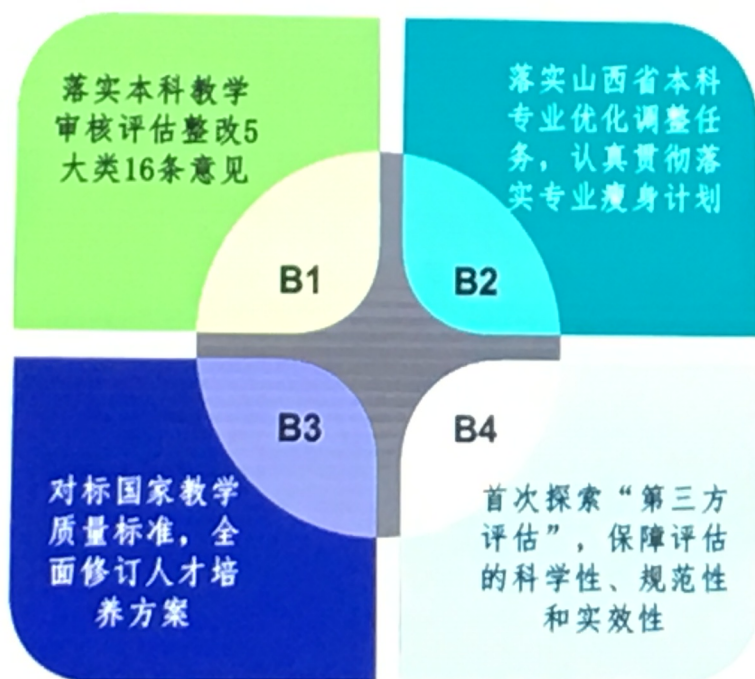 落实本科教学
审核评估整改5
大类16条意见
B1
落实山西省本科
专业优化调整任
务，认真贯彻落
实专业瘦身计划
B2
B3
对标国家教学
质量标准，全
面修订人才培
养方案
B4
首次探索“第三方
评估”，保障评估
的科学性、规范性
和实效性